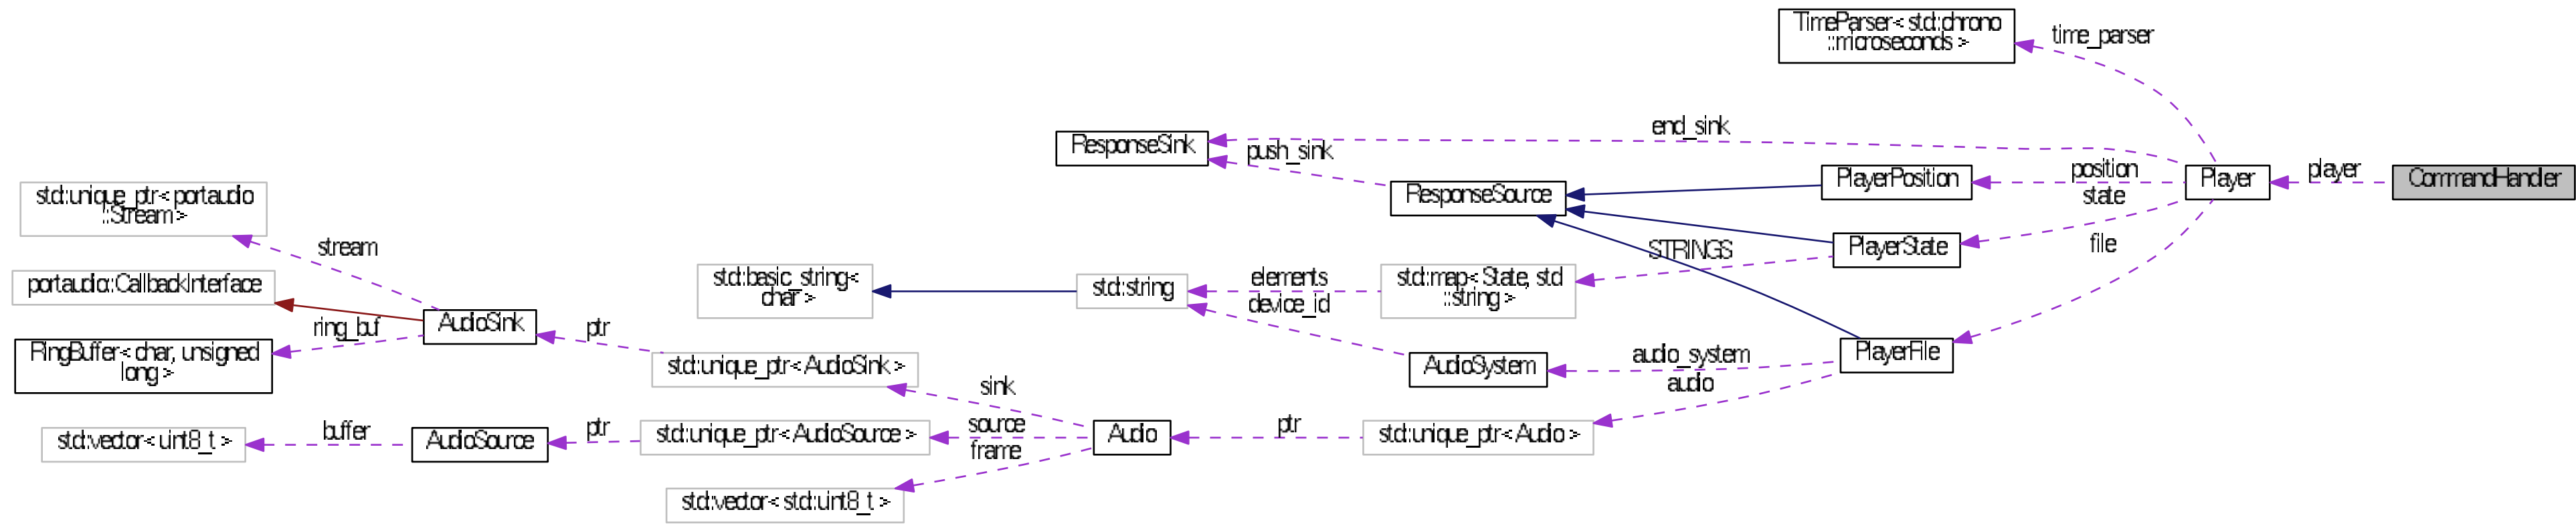 TimeParser< std::chrono
::microseconds >
time_parser
end_sink
ResponseSink
push_sink
position
player
PlayerPosition
Player
CommandHandler
std::unique_ptr< portaudio
::Stream >
ResponseSource
state
stream
STRINGS
PlayerState
file
portaudio::CallbackInterface
std::basic_string<
char >
std::string
elements
device_id
std::map< State, std
::string >
ring_buf
AudioSink
ptr
RingBuffer< char, unsigned
long >
std::unique_ptr< AudioSink >
AudioSystem
audio_system
PlayerFile
sink
audio
std::vector< uint8_t >
buffer
AudioSource
ptr
std::unique_ptr< AudioSource >
source
frame
Audio
ptr
std::unique_ptr< Audio >
std::vector< std::uint8_t >